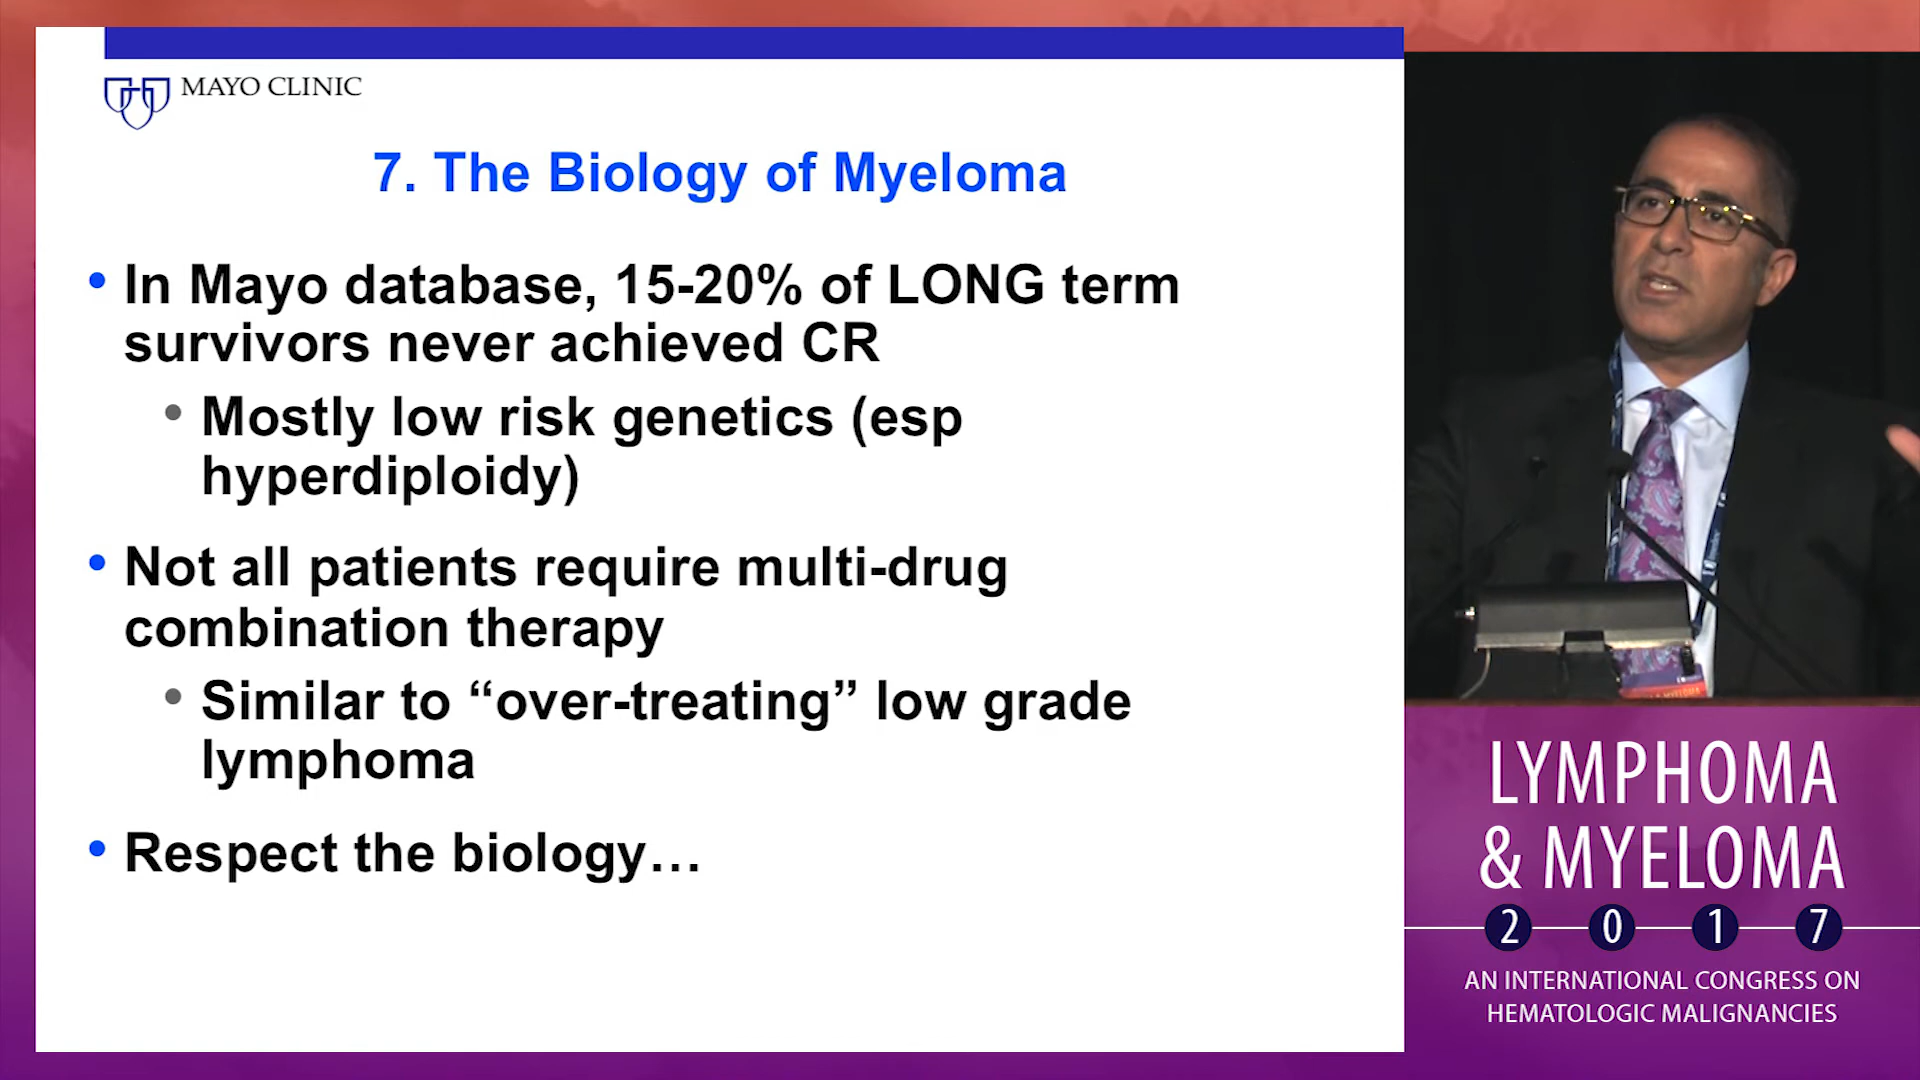 MAYO CLINIC
7. The Biology of Myeloma
• In Mayo database, 15-20% of LONG term
survivors never achieved CR
• Mostly low risk genetics (esp
hyperdiploidy)
• Not all patients require multi-drug
combination therapy
• Similar to “over-treating” low grade
lymphoma
• Respect the biology…
LYMPHOMA
& MYELOMA
2 0 1 7
AN INTERNATIONAL CONGRESS ON
HEMATOLOGIC MALIGNANCIES